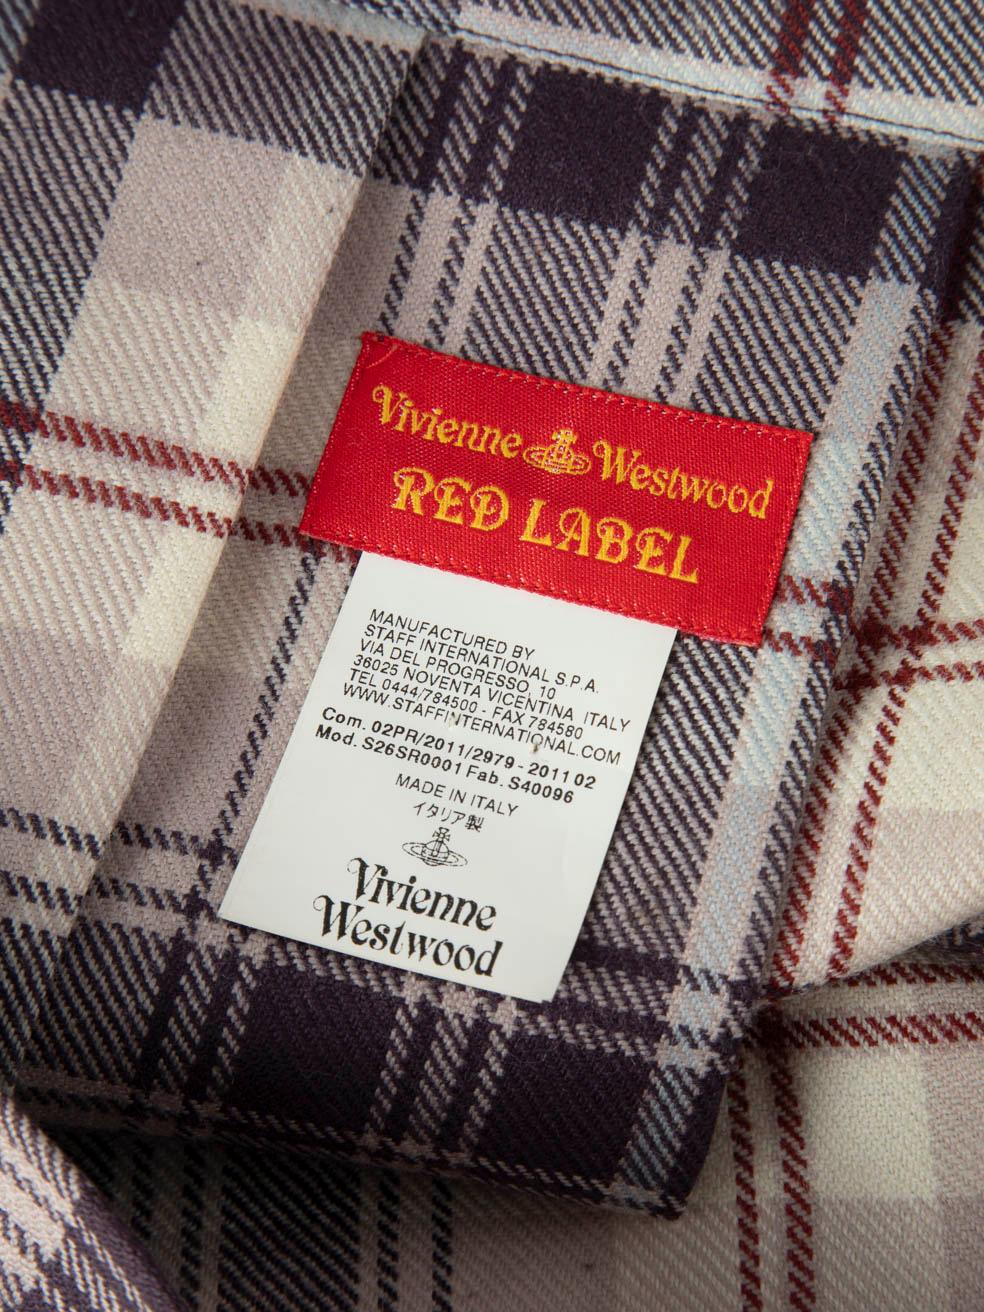 Vivienne Westwood
RED LABEL
MANUFACTURED BY
STAFF INTERNATIONAL S.P.A.
VIA DEL PROGRESSO, 10
36025 NOVENTA VICENTINA ITALY
TEL 0444/784500 - FAX 784580
WWW.STAFFINTERNATIONAL.COM
Com. 02PR/2011/2979 - 2011 02
Mod. S26SR0001 Fab. S40096
MADE IN ITALY
イタリア製
Vivienne
Westwood